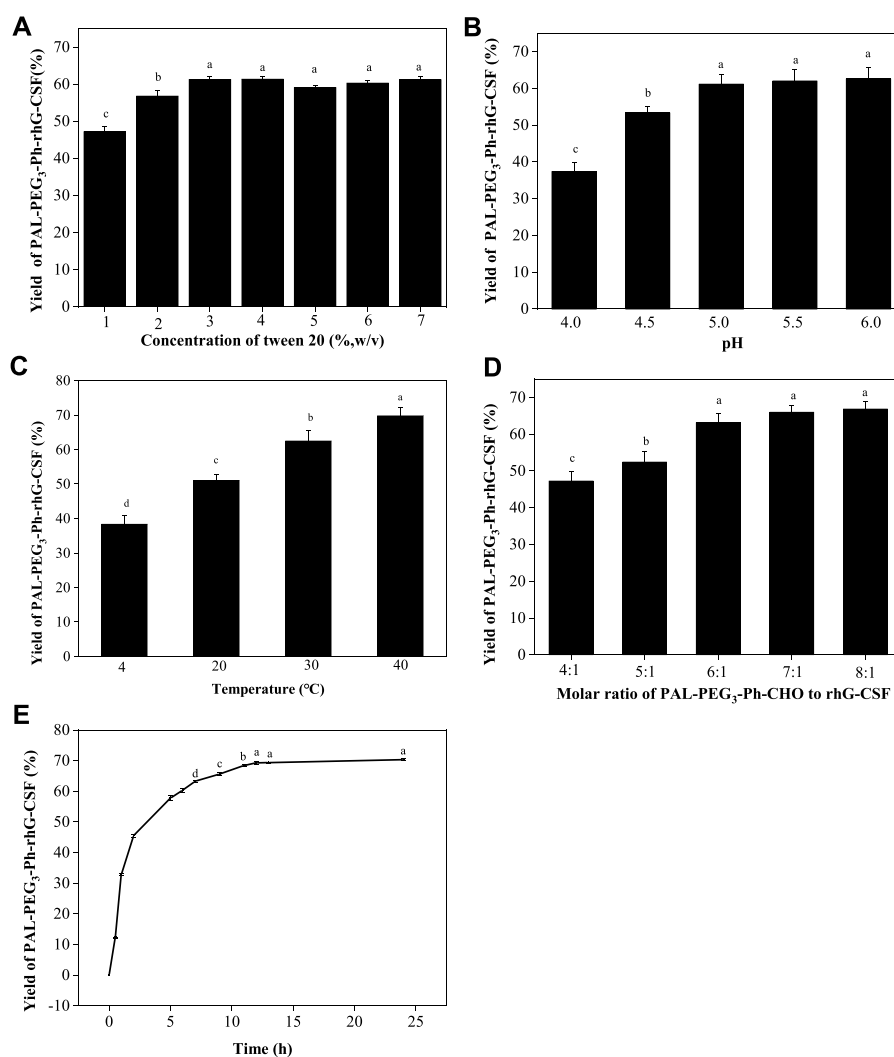 A
Yield of PAL-PEG3-Ph-rhG-CSF(%)
70
60
50
40
30
20
10
0
c
b
a
a
a
a
a
1 2 3 4 5 6 7
Concentration of tween 20 (%,w/v)
B
Yield of PAL-PEG3-Ph-rhG-CSF (%)
70
60
50
40
30
20
10
0
c
b
a
a
a
4.0 4.5 5.0 5.5 6.0
pH
C
Yield of PAL-PEG3-Ph-rhG-CSF (%)
80
70
60
50
40
30
20
10
0
d
c
b
a
4 20 30 40
Temperature (°C)
D
Yield of PAL-PEG3-Ph-rhG-CSF (%)
70
60
50
40
30
20
10
0
c
b
a
a
a
4:1 5:1 6:1 7:1 8:1
Molar ratio of PAL-PEG3-Ph-CHO to rhG-CSF
E
Yield of PAL-PEG3-Ph-rhG-CSF (%)
80
70
60
50
40
30
20
10
0
-10
d
c
b
a
a
a
0 5 10 15 20 25
Time (h)